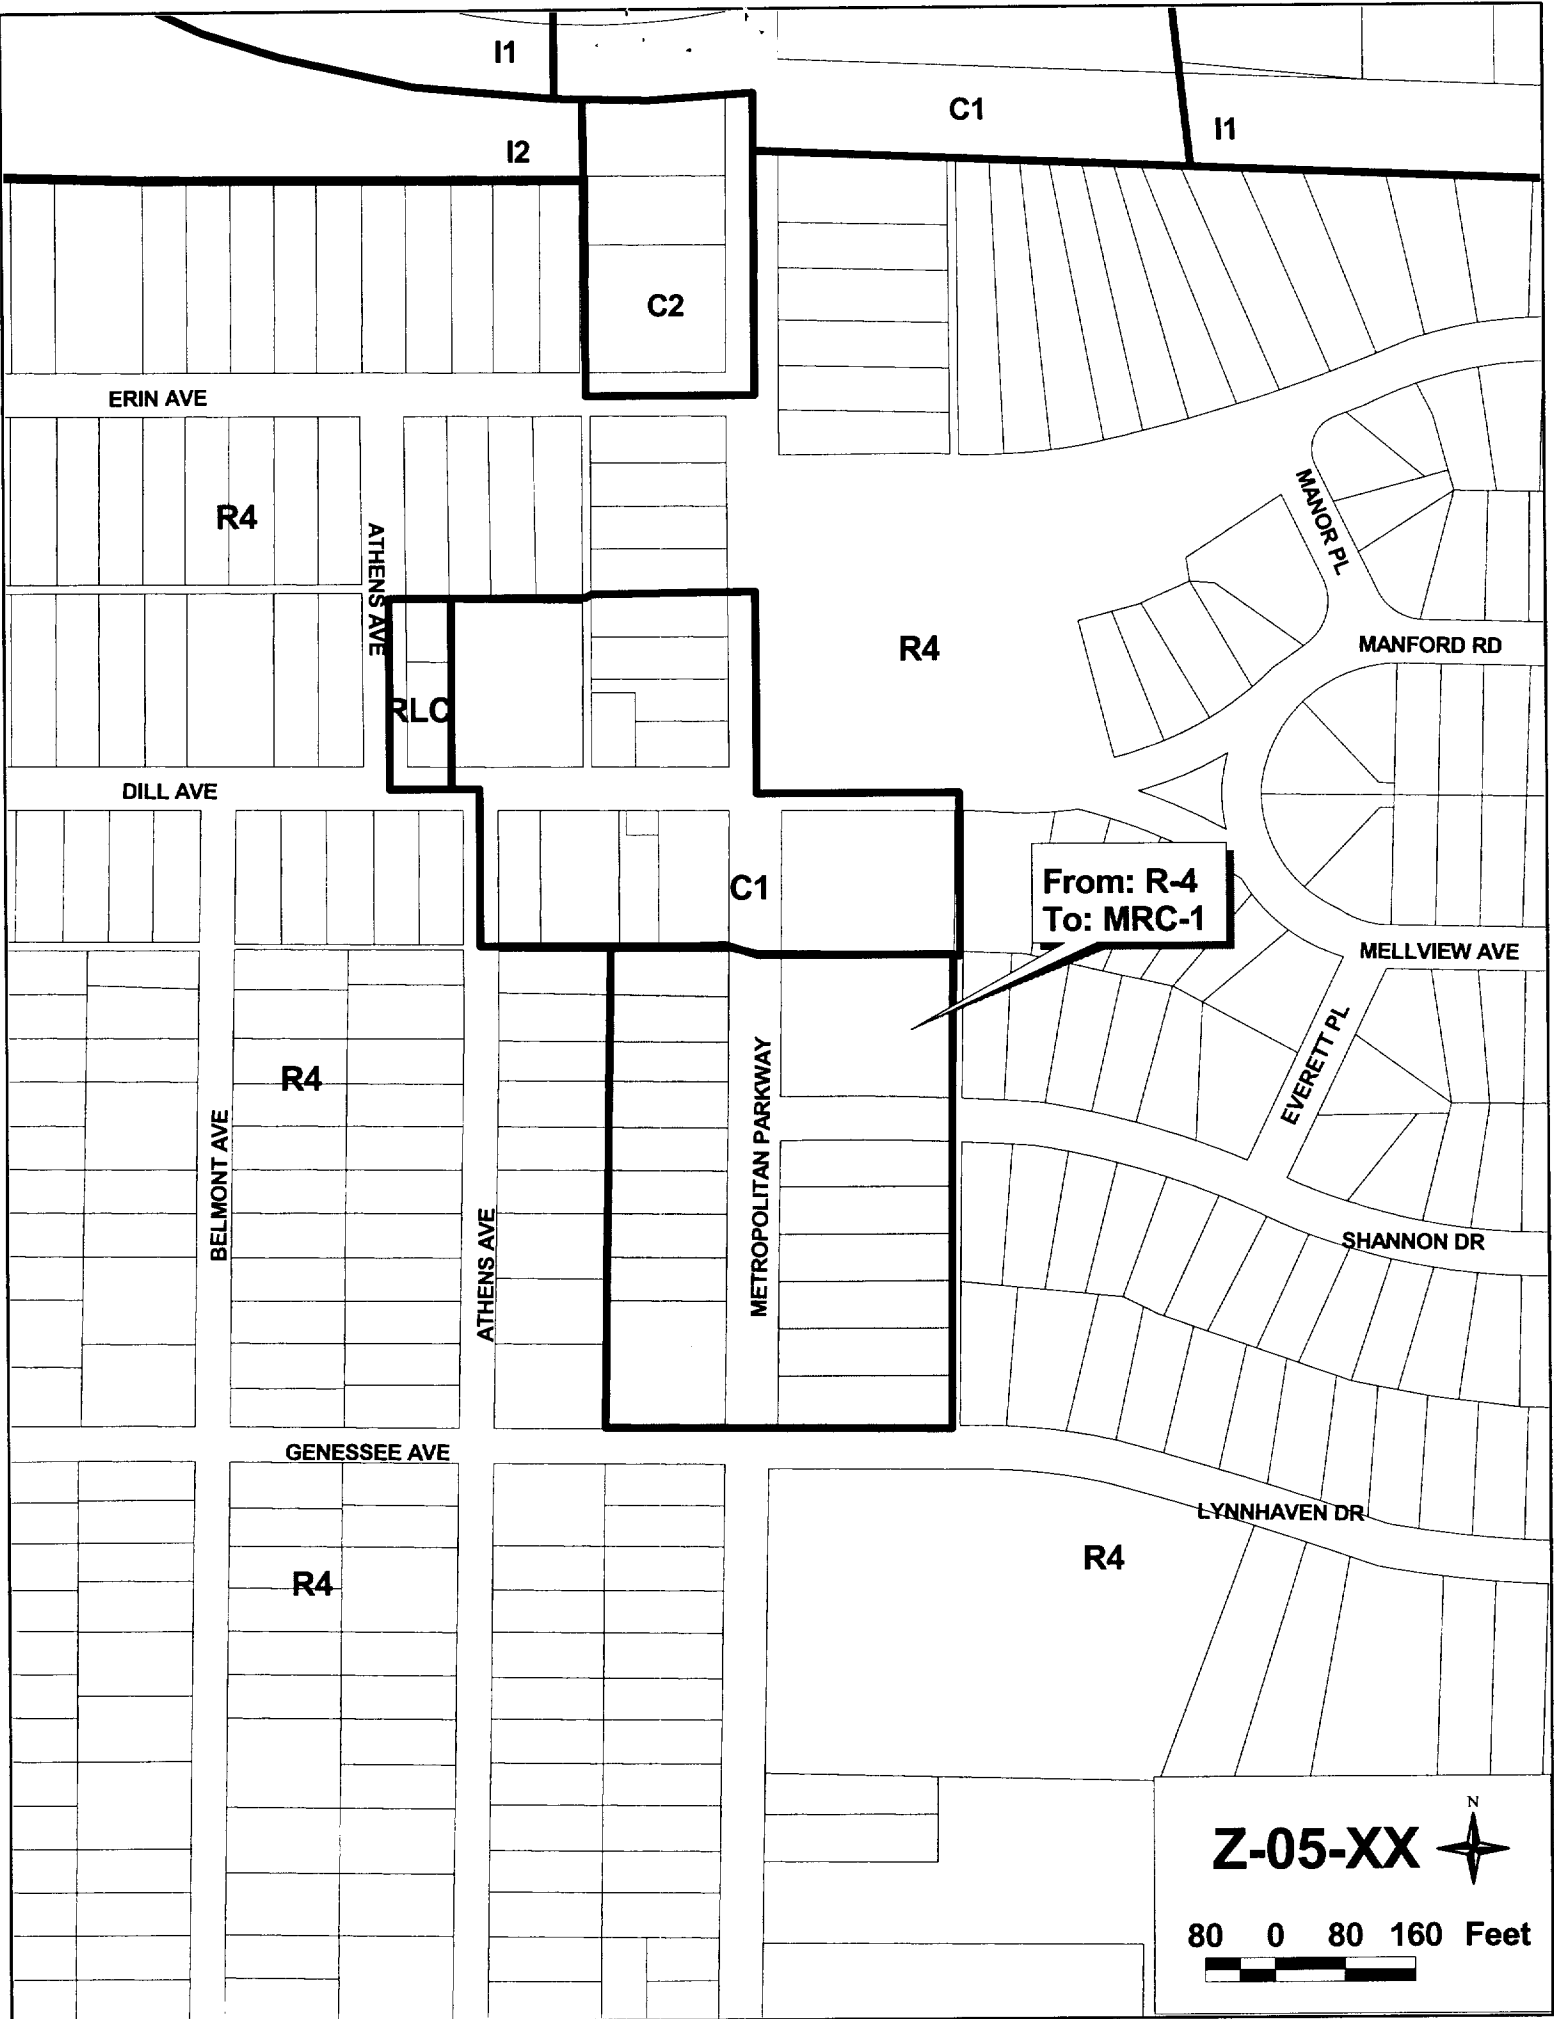 I1
C1
I1
I2
C2
ERIN AVE
R4
ATHENS AVE
MANOR PL
R4
MANFORD RD
RLC
DILL AVE
C1
From: R-4
To: MRC-1
MELLVIEW AVE
R4
METROPOLITAN PARKWAY
EVERETT PL
BELMONT AVE
ATHENS AVE
SHANNON DR
GENESSEE AVE
LYNNHAVEN DR
R4
R4
N
Z-05-XX
80 0 80 160 Feet